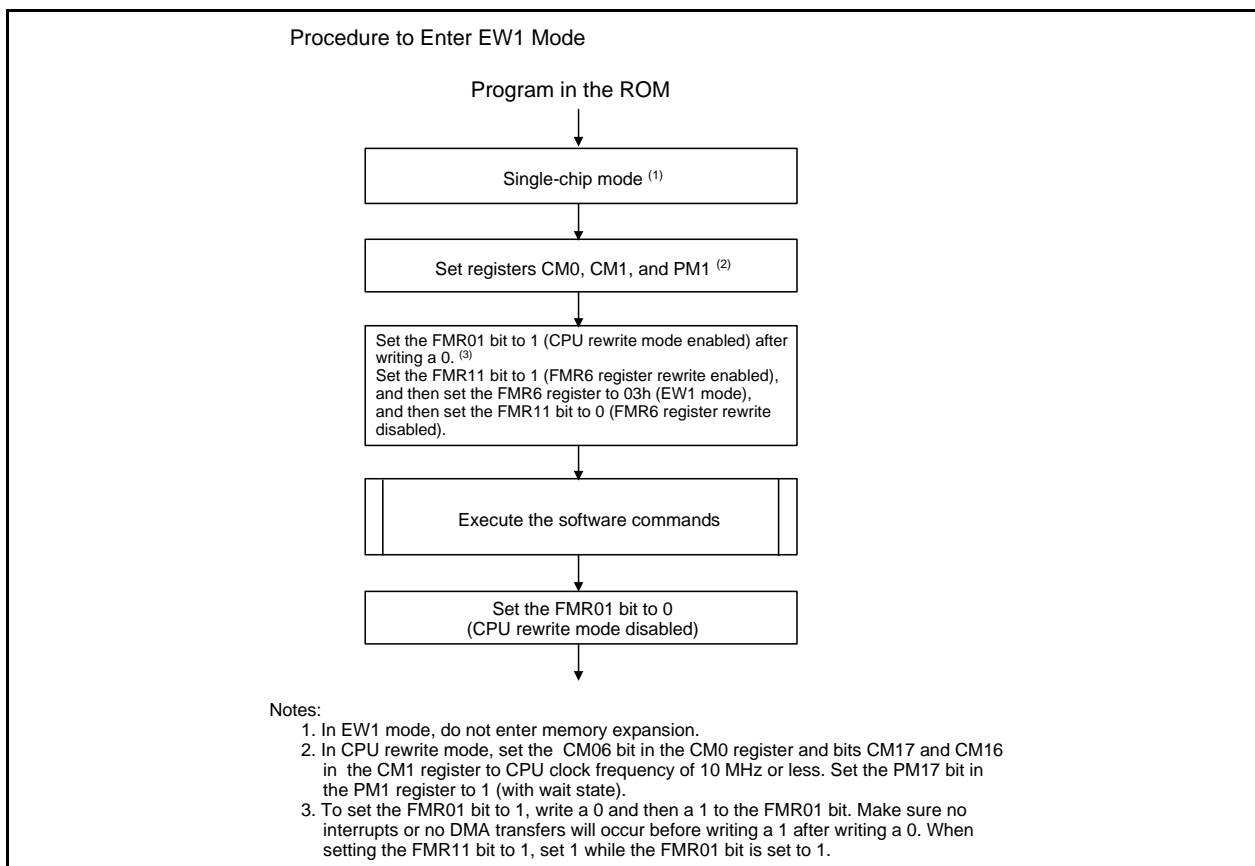 Procedure to Enter EW1 Mode
Program in the ROM
Single-chip mode (1)
Set registers CM0, CM1, and PM1 (2)
Set the FMR01 bit to 1 (CPU rewrite mode enabled) after
writing a 0. (3)
Set the FMR11 bit to 1 (FMR6 register rewrite enabled),
and then set the FMR6 register to 03h (EW1 mode),
and then set the FMR11 bit to 0 (FMR6 register rewrite
disabled).
Execute the software commands
Set the FMR01 bit to 0
(CPU rewrite mode disabled)
Notes:
1. In EW1 mode, do not enter memory expansion.
2. In CPU rewrite mode, set the CM06 bit in the CM0 register and bits CM17 and CM16
in the CM1 register to CPU clock frequency of 10 MHz or less. Set the PM17 bit in
the PM1 register to 1 (with wait state).
3. To set the FMR01 bit to 1, write a 0 and then a 1 to the FMR01 bit. Make sure no
interrupts or no DMA transfers will occur before writing a 1 after writing a 0. When
setting the FMR11 bit to 1, set 1 while the FMR01 bit is set to 1.